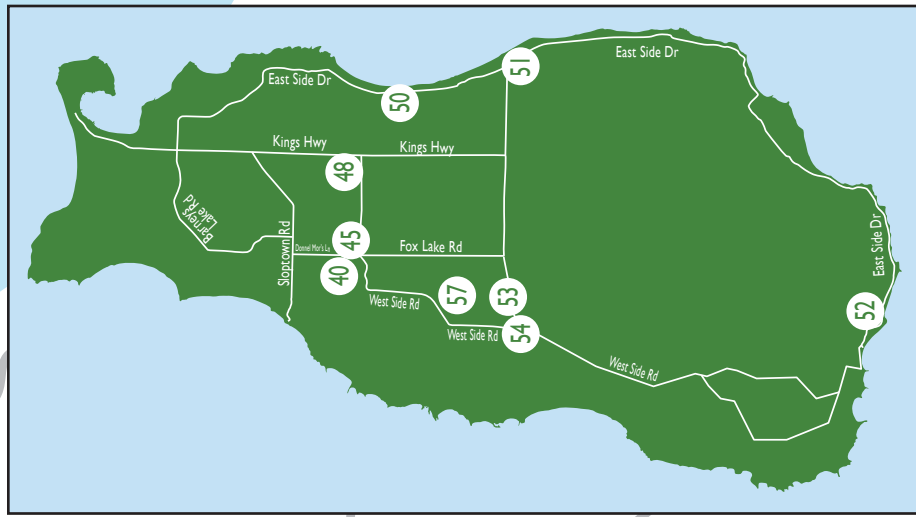 East Side Dr
51
East Side Dr
50
Kings Hwy
Kings Hwy
48
Barneys
Lake Rd
Sloptown Rd
Donnel Mor's Ln
45
Fox Lake Rd
40
East Side Dr
57
53
West Side Rd
52
54
West Side Rd
West Side Rd